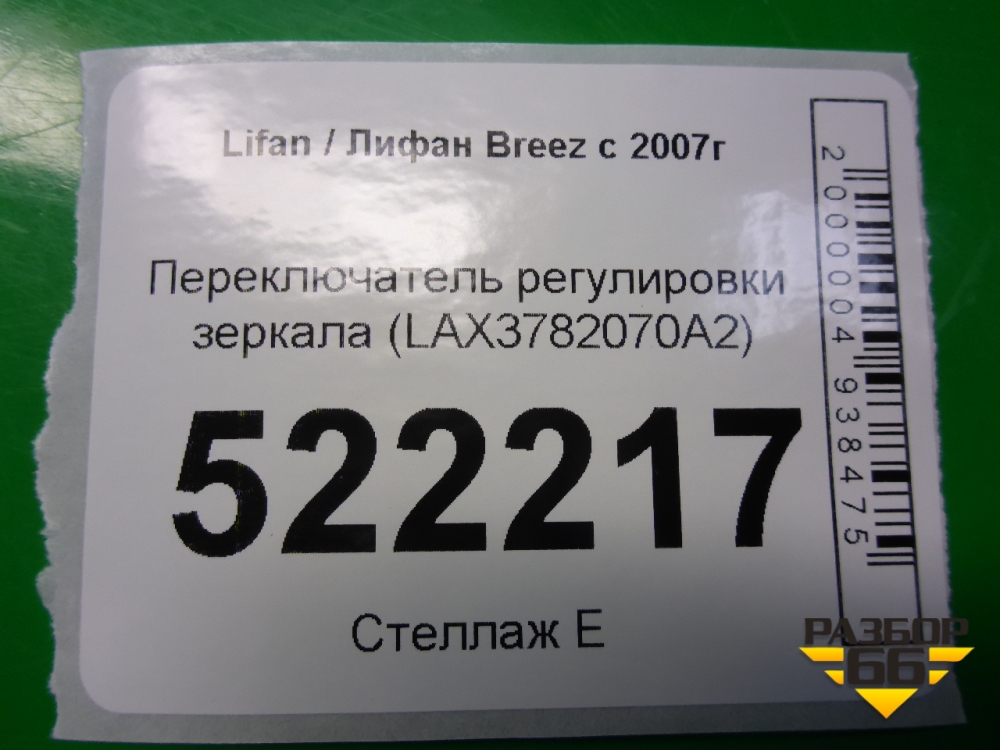 Lifan / Лифан Breez с 2007г
Переключатель регулировки
зеркала (LAX3782070A2)
522217
Стеллаж Е
2000004938475
РАЗБОР
66